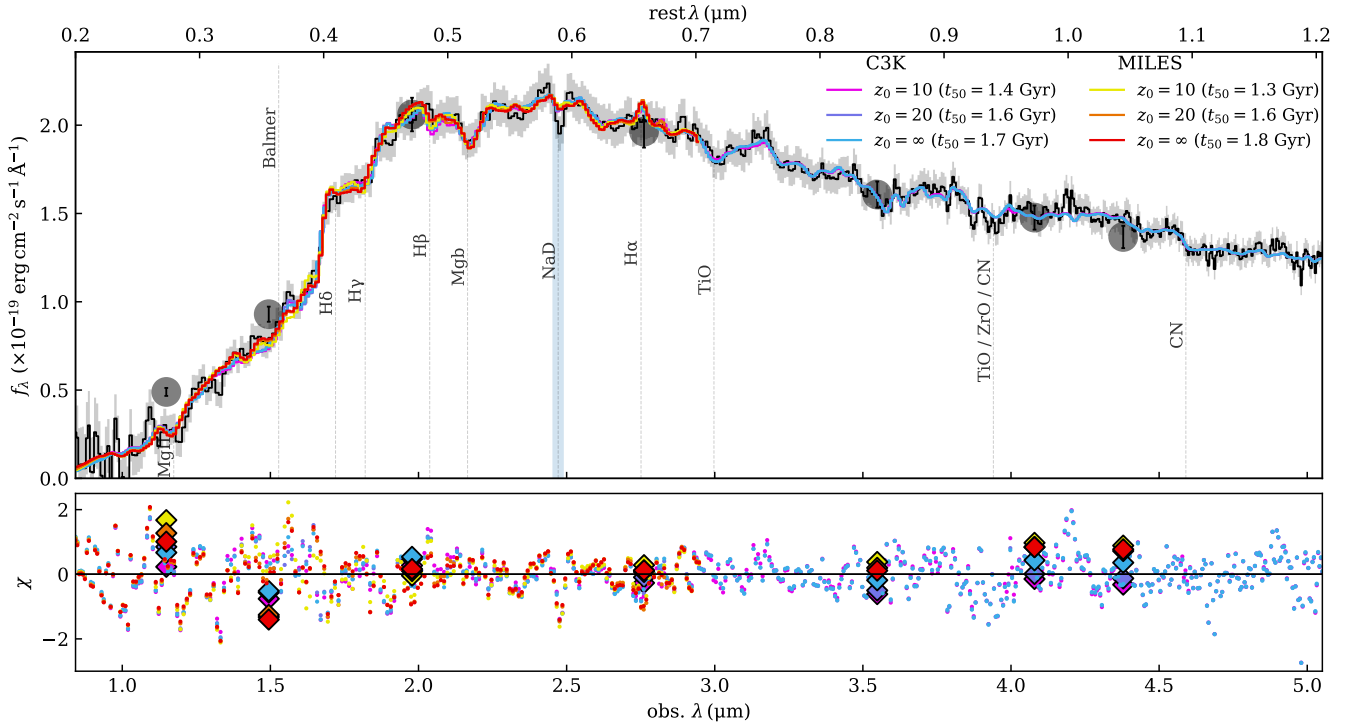 rest λ (μm)
0.2 0.3 0.4 0.5 0.6 0.7 0.8 0.9 1.0 1.1 1.2
C3K MILES
z₀ = 10 (t₅₀ = 1.4 Gyr) z₀ = 10 (t₅₀ = 1.3 Gyr)
z₀ = 20 (t₅₀ = 1.6 Gyr) z₀ = 20 (t₅₀ = 1.6 Gyr)
z₀ = ∞ (t₅₀ = 1.7 Gyr) z₀ = ∞ (t₅₀ = 1.8 Gyr)
f_λ (×10⁻¹⁹ erg cm⁻² s⁻¹ Å⁻¹)
2.0
1.5
1.0
0.5
0.0
MgII
Balmer
Hδ
Hγ
Hβ
Mgb
NaD
Hα
TiO
TiO / ZrO / CN
CN
χ
2
0
−2
1.0 1.5 2.0 2.5 3.0 3.5 4.0 4.5 5.0
obs. λ (μm)